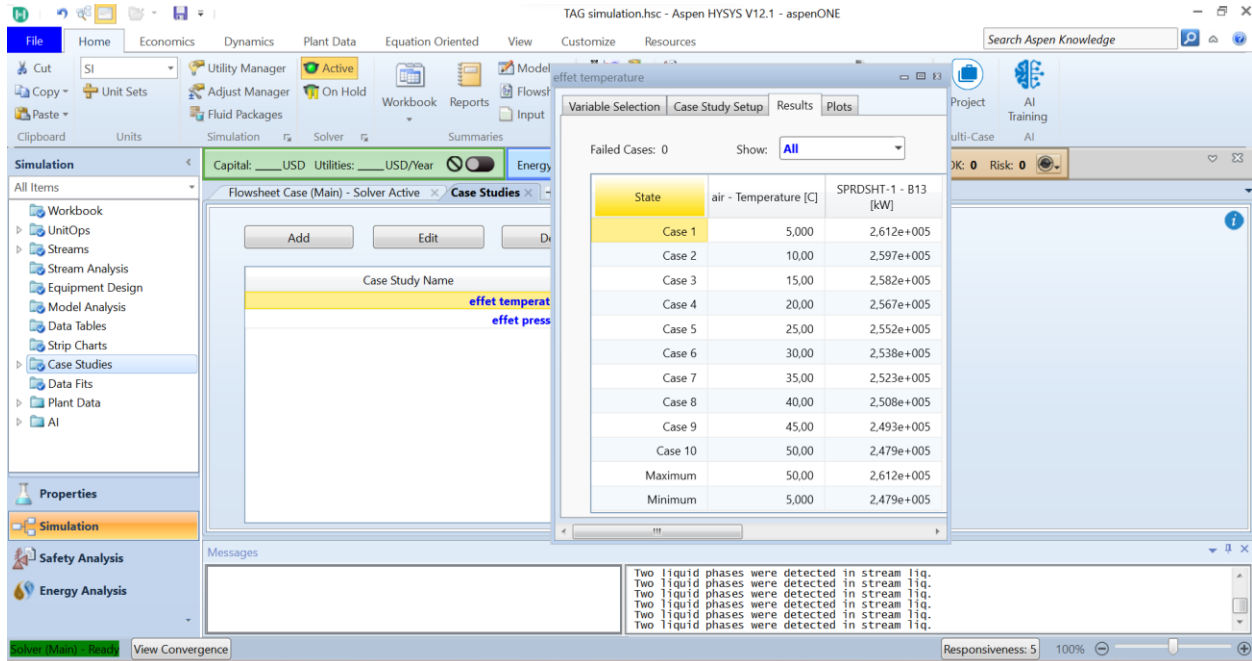 TAG simulation.hsc - Aspen HYSYS V12.1 - aspenONE
File Home Economics Dynamics Plant Data Equation Oriented View Customize Resources Search Aspen Knowledge
Cut SI Utility Manager Active Model
Copy Unit Sets Adjust Manager On Hold Workbook Reports Flowsh Project AI Training
Paste Fluid Packages Input
Clipboard Units Simulation Solver Summaries ulti-Case AI
effet temperature
Variable Selection Case Study Setup Results Plots
Failed Cases: 0 Show: All
State air - Temperature [C] SPRDSHT-1 - B13 [kW]
Case 1 5,000 2,612e+005
Case 2 10,00 2,597e+005
Case 3 15,00 2,582e+005
Case 4 20,00 2,567e+005
Case 5 25,00 2,552e+005
Case 6 30,00 2,538e+005
Case 7 35,00 2,523e+005
Case 8 40,00 2,508e+005
Case 9 45,00 2,493e+005
Case 10 50,00 2,479e+005
Maximum 50,00 2,612e+005
Minimum 5,000 2,479e+005
Simulation
Capital: ____USD Utilities: ____USD/Year Energy OK: 0 Risk: 0
All Items
Flowsheet Case (Main) - Solver Active Case Studies
Workbook
UnitOps
Streams
Stream Analysis
Equipment Design
Model Analysis
Data Tables
Strip Charts
Case Studies
Data Fits
Plant Data
AI
Add Edit De
Case Study Name
effet temperat
effet press
Properties
Simulation
Safety Analysis
Energy Analysis
Messages
Two liquid phases were detected in stream liq.
Two liquid phases were detected in stream liq.
Two liquid phases were detected in stream liq.
Two liquid phases were detected in stream liq.
Two liquid phases were detected in stream liq.
Two liquid phases were detected in stream liq.
Solver (Main) - Ready View Convergence Responsiveness: 5 100%